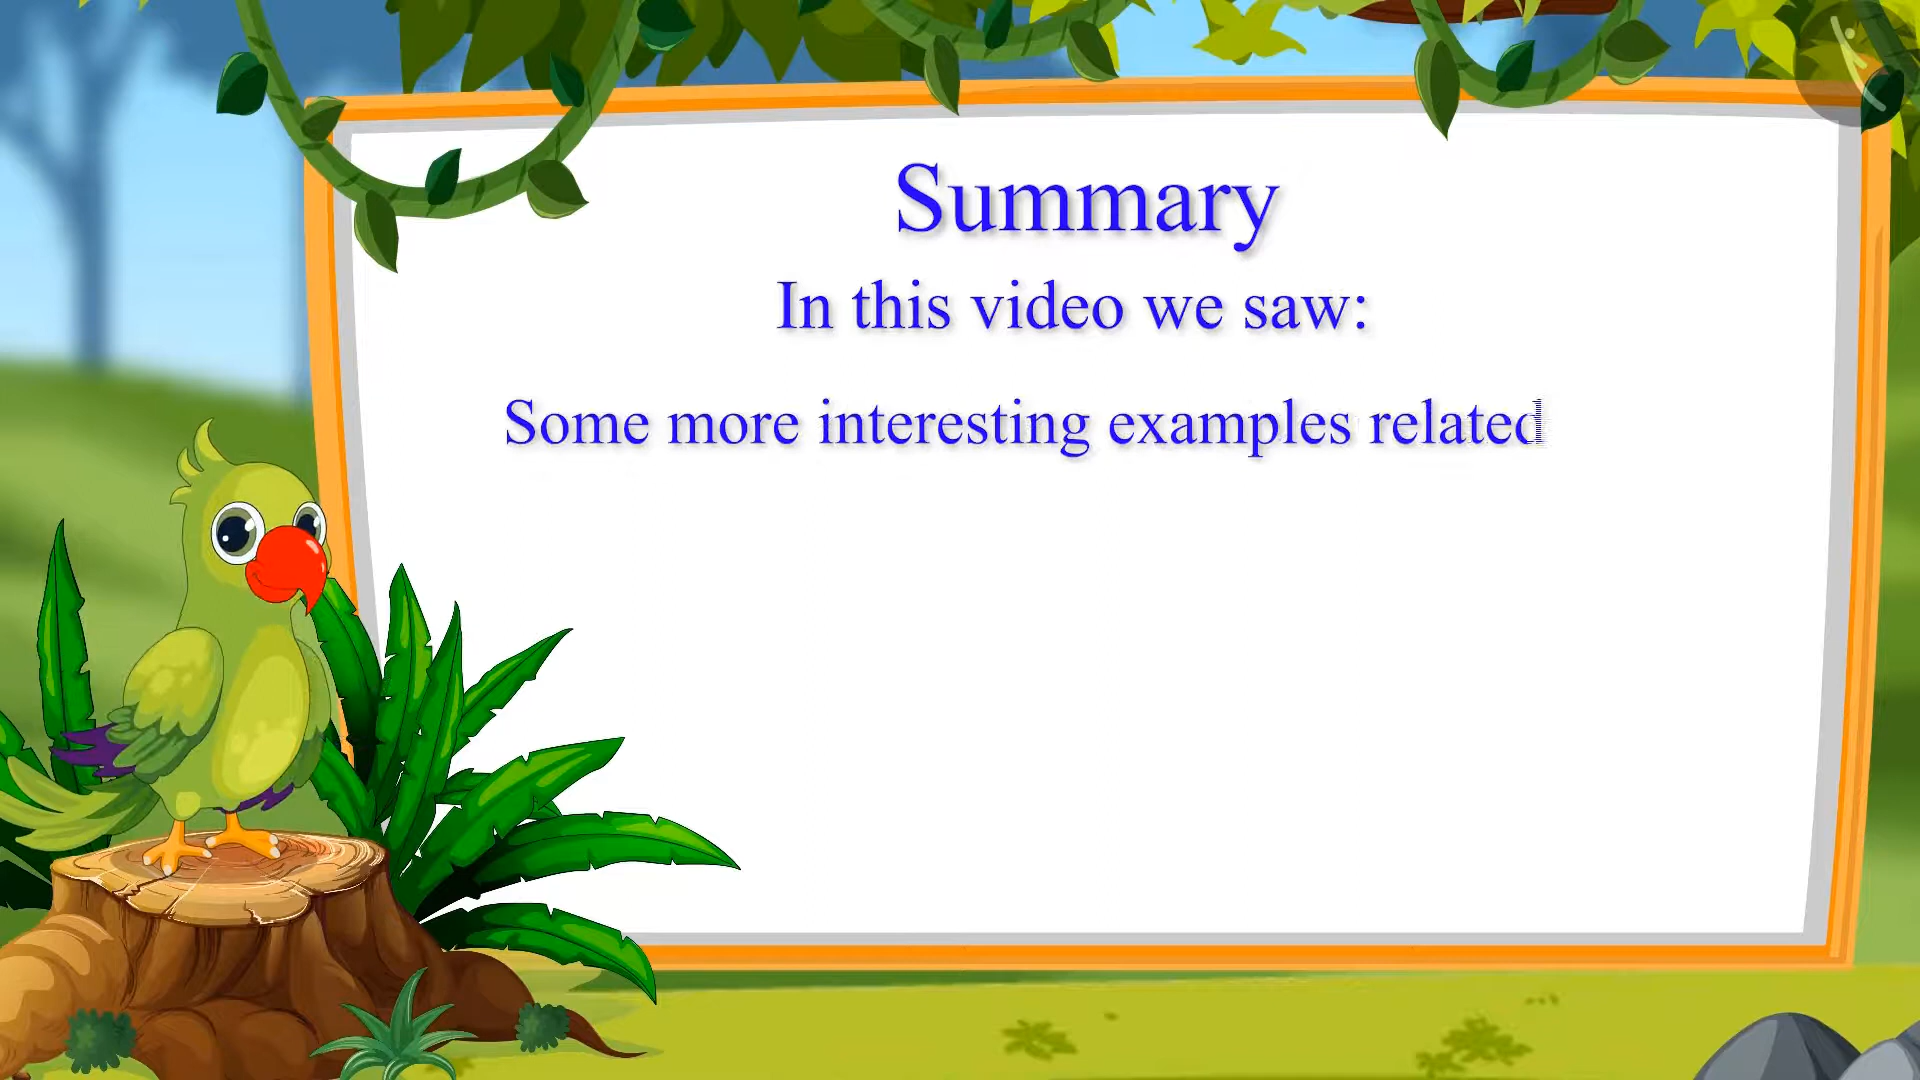 Summary
In this video we saw:
Some more interesting examples related